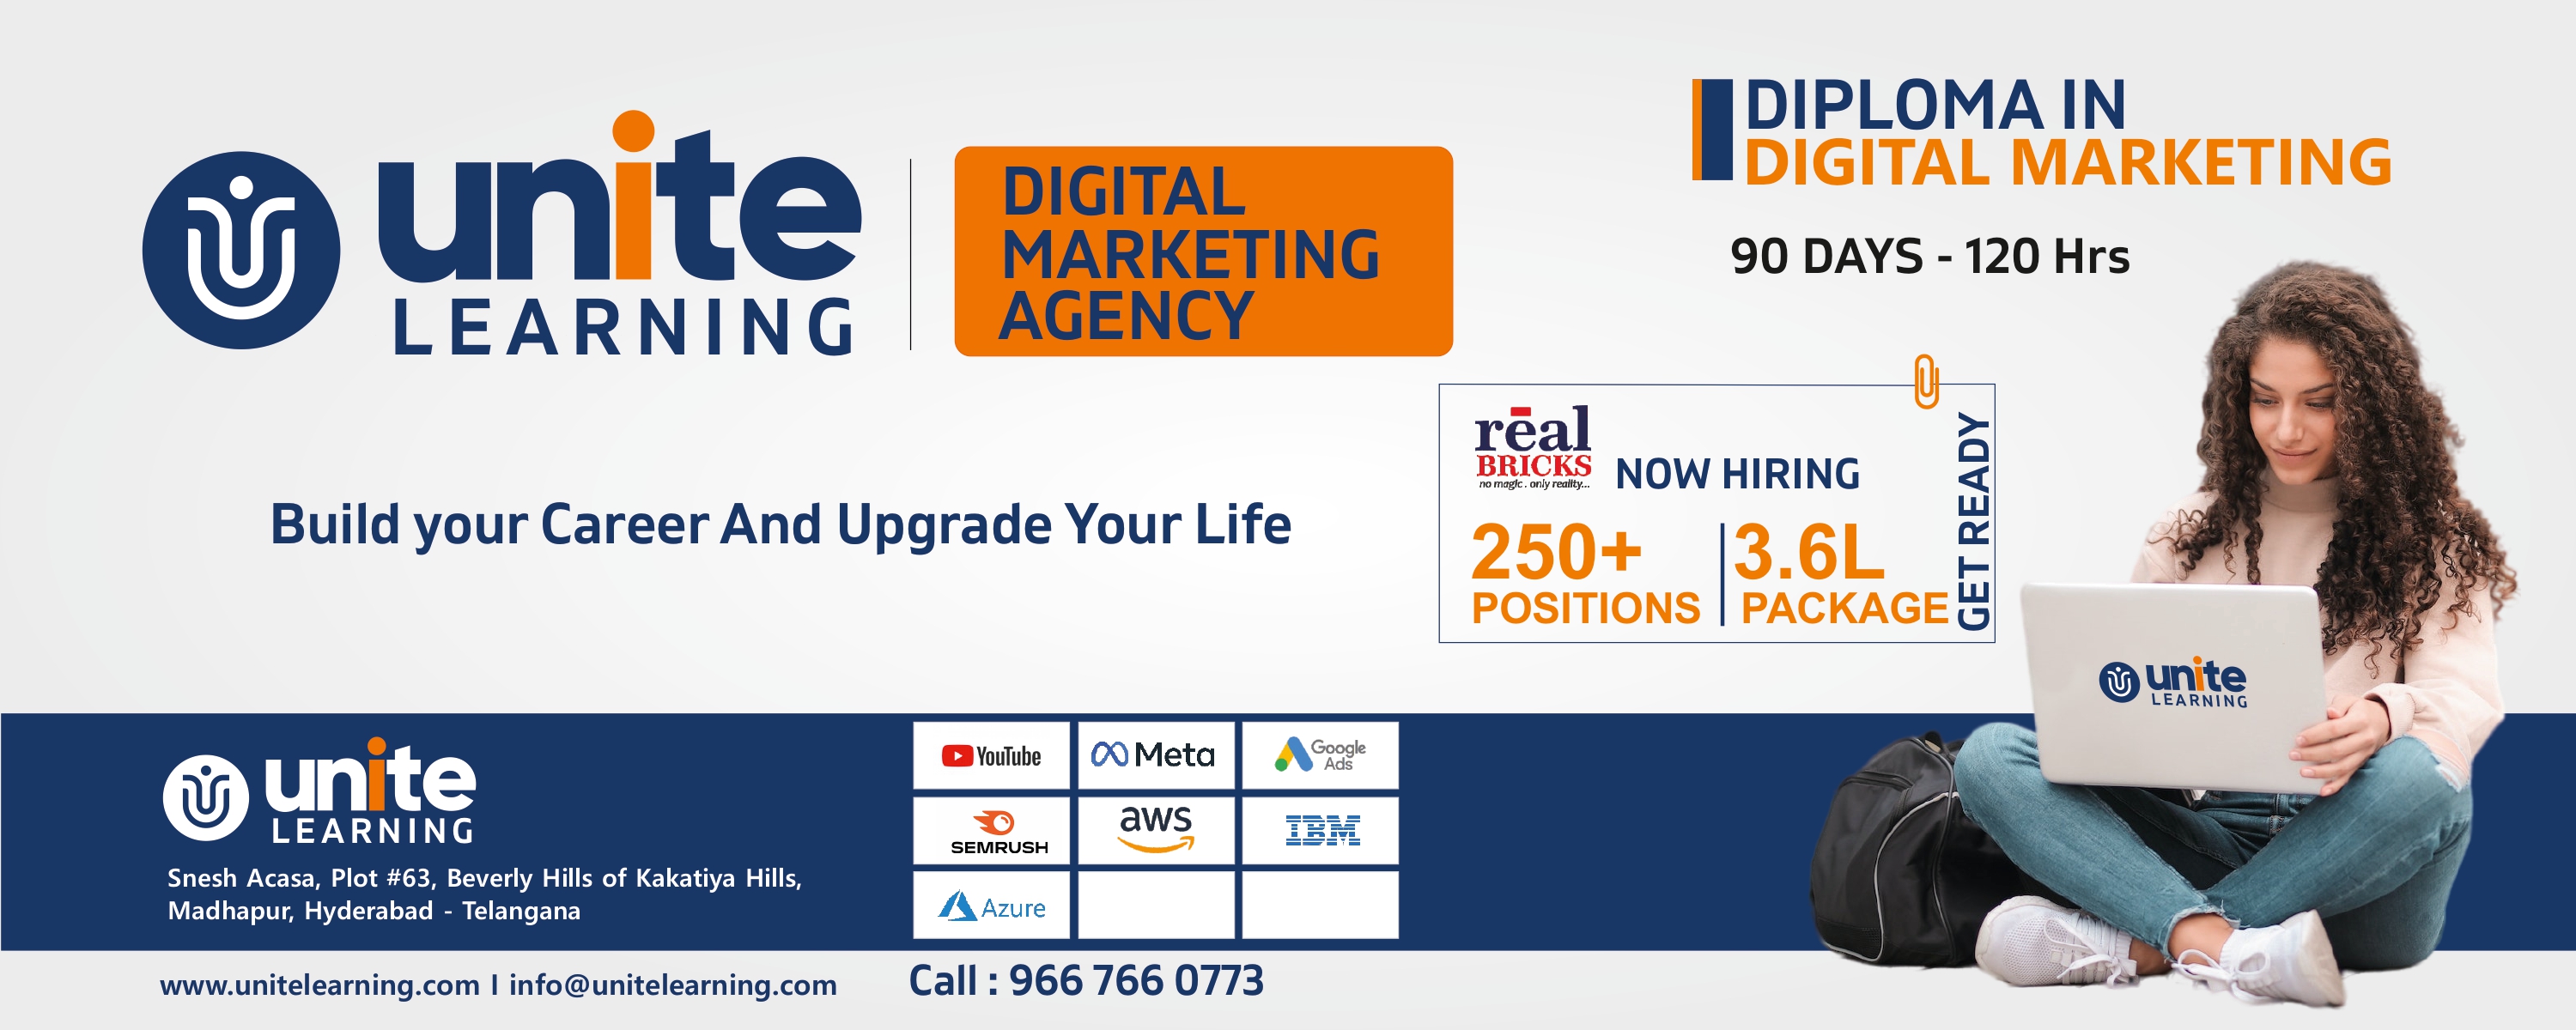 unite
LEARNING
DIGITAL
MARKETING
AGENCY
DIPLOMA IN
DIGITAL MARKETING
90 DAYS - 120 Hrs
Build your Career And Upgrade Your Life
rēal
BRICKS
no magic . only reality...
NOW HIRING
250+
POSITIONS
3.6L
PACKAGE
GET READY
unite
LEARNING
unite
LEARNING
Snesh Acasa, Plot #63, Beverly Hills of Kakatiya Hills,
Madhapur, Hyderabad - Telangana
YouTube
Meta
Google
Ads
SEMRUSH
aws
IBM
Azure
www.unitelearning.com I info@unitelearning.com
Call : 966 766 0773